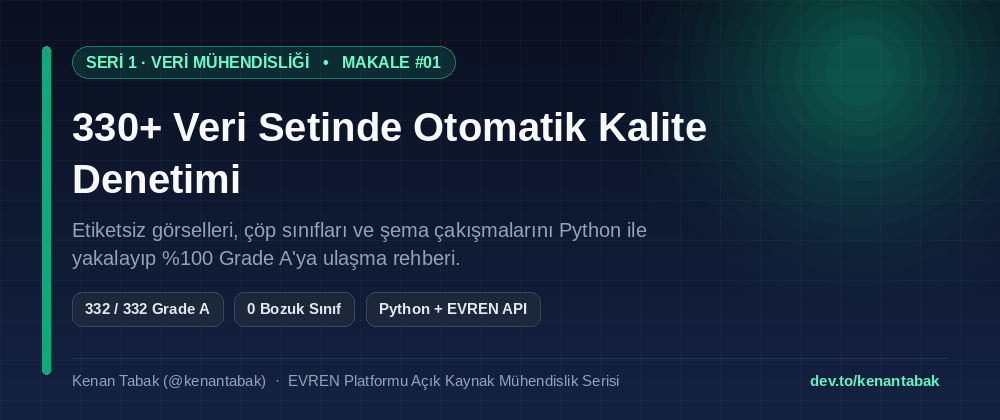 SERİ 1 · VERİ MÜHENDİSLİĞİ • MAKALE #01
330+ Veri Setinde Otomatik Kalite
Denetimi
Etiketsiz görselleri, çöp sınıfları ve şema çakışmalarını Python ile
yakalayıp %100 Grade A'ya ulaşma rehberi.
332 / 332 Grade A
0 Bozuk Sınıf
Python + EVREN API
Kenan Tabak (@kenantabak) · EVREN Platformu Açık Kaynak Mühendislik Serisi
dev.to/kenantabak